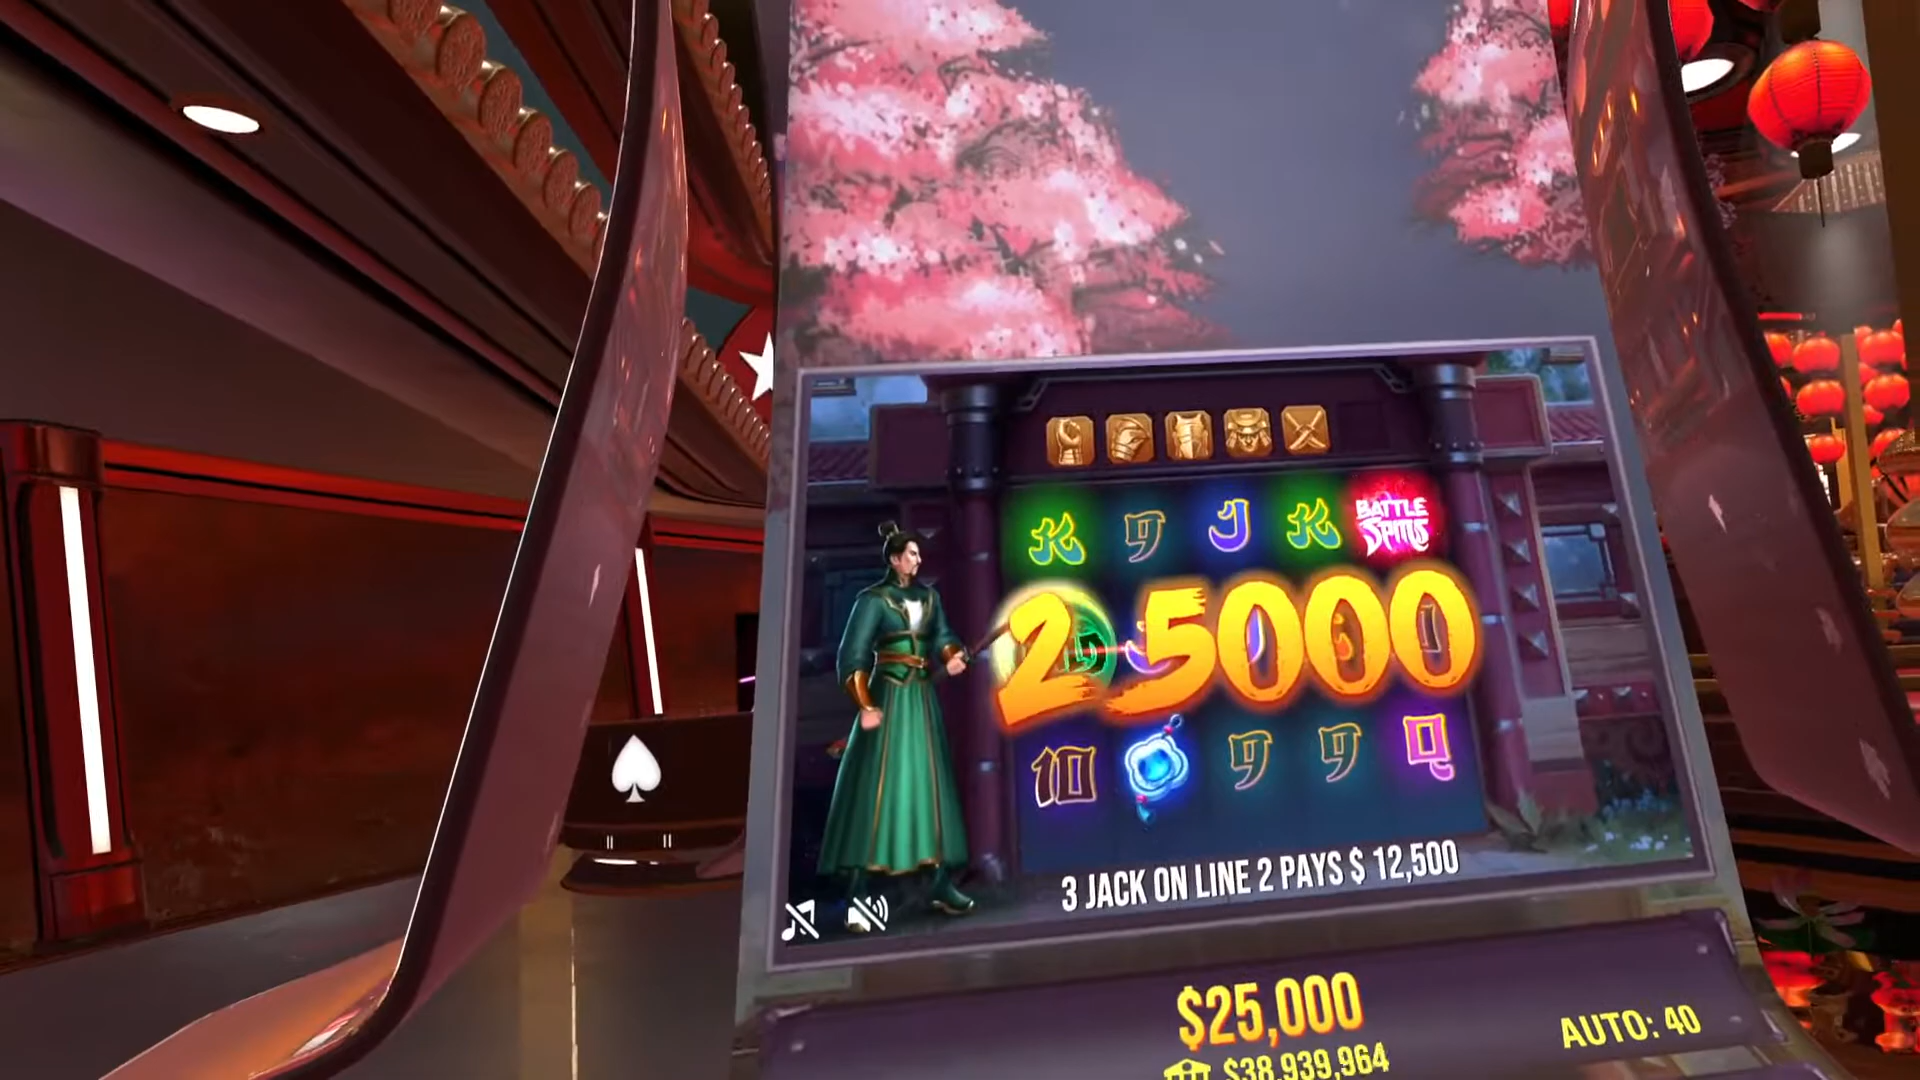 K 9 J K BATTLE SPINS
25000
10 9 9 Q
3 JACK ON LINE 2 PAYS $ 12,500
$25,000
AUTO: 40
$38,939,964